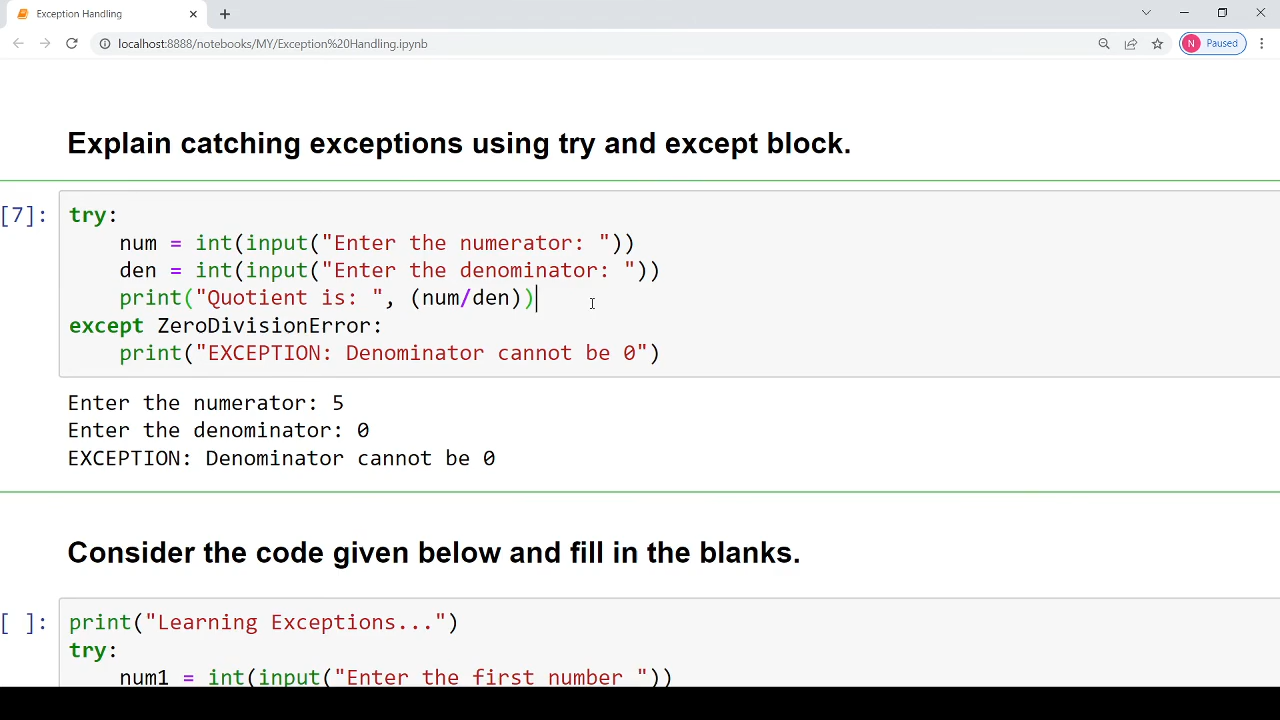 Exception Handling
localhost:8888/notebooks/MY/Exception%20Handling.ipynb
N Paused
Explain catching exceptions using try and except block.
[7]: try:
num = int(input("Enter the numerator: "))
den = int(input("Enter the denominator: "))
print("Quotient is: ", (num/den))
except ZeroDivisionError:
print("EXCEPTION: Denominator cannot be 0")
Enter the numerator: 5
Enter the denominator: 0
EXCEPTION: Denominator cannot be 0
Consider the code given below and fill in the blanks.
[ ]: print("Learning Exceptions...")
try:
num1 = int(input("Enter the first number "))